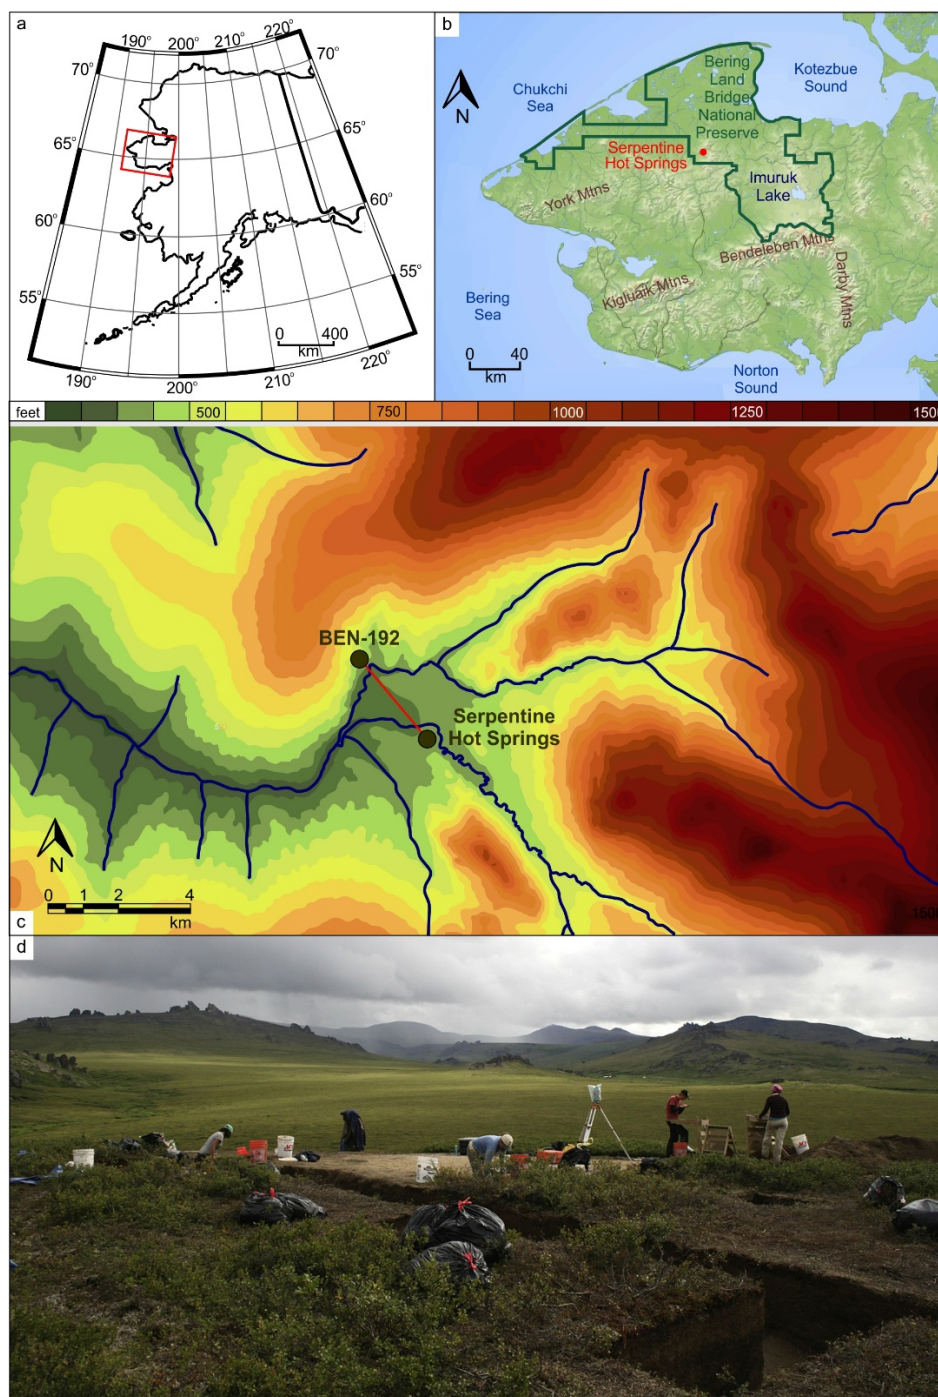 a
190° 200° 210° 220°
70° 70°
65° 65°
60° 60°
55° 55°
0 400
km
190° 200° 210° 220°
b
N
Chukchi
Sea
Bering
Land
Bridge
National
Preserve
Kotezbue
Sound
Serpentine
Hot Springs
Imuruk
Lake
York Mtns
Bendeleben Mtns
Darby Mtns
Kigluaik Mtns
Bering
Sea
0 40
km
Norton
Sound
feet 500 750 1000 1250 150
BEN-192
Serpentine
Hot Springs
N
0 1 2 4
km
c
1500
d